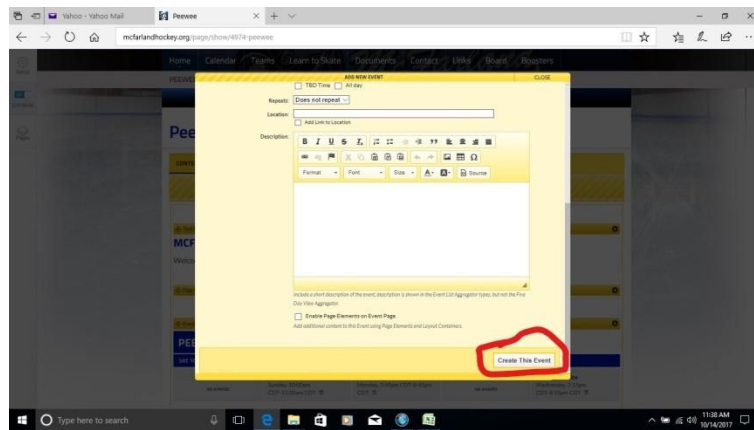 Yahoo - Yahoo Mail
Peewee
mcfarlandhockey.org/page/show/4974-peewee
Home Calendar Teams Learn to Skate Documents Contact Links Board Boosters
ADD NEW EVENT
CLOSE
TBD Time All day
Repeats: Does not repeat
Location:
Add Link to Location
Description:
B I U S
Format Font Size A A Source
Include a short description of the event; description is shown in the Event List Aggregator types, but not the Five
Day View Aggregator.
Enable Page Elements on Event Page
Add additional content to this Event using Page Elements and Layout Containers.
Create This Event
Pee
MCF
Welco
PEE
Type here to search
11:38 AM
10/14/2017